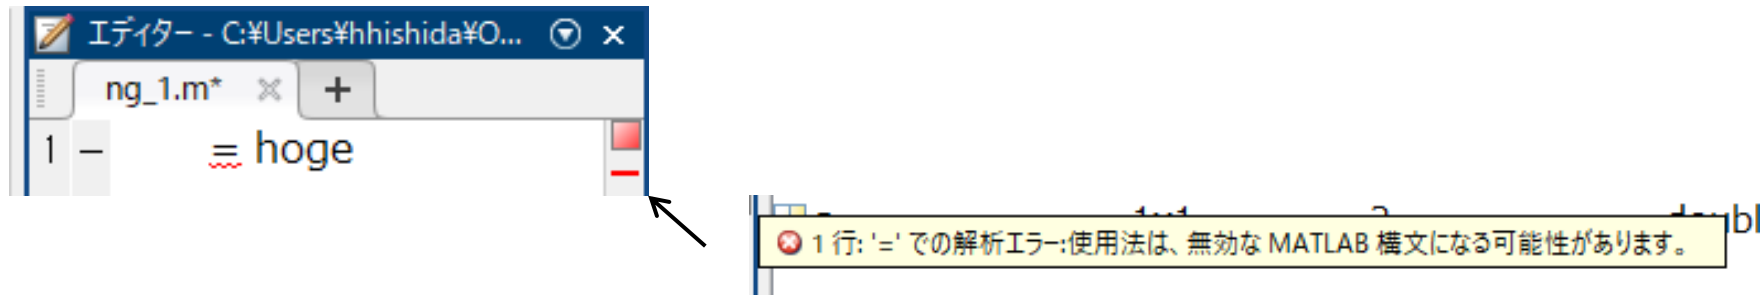 エディター - C:¥Users¥hhishida¥O...
ng_1.m*
1 = hoge
1 行: '=' での解析エラー:使用法は、無効な MATLAB 構文になる可能性があります。